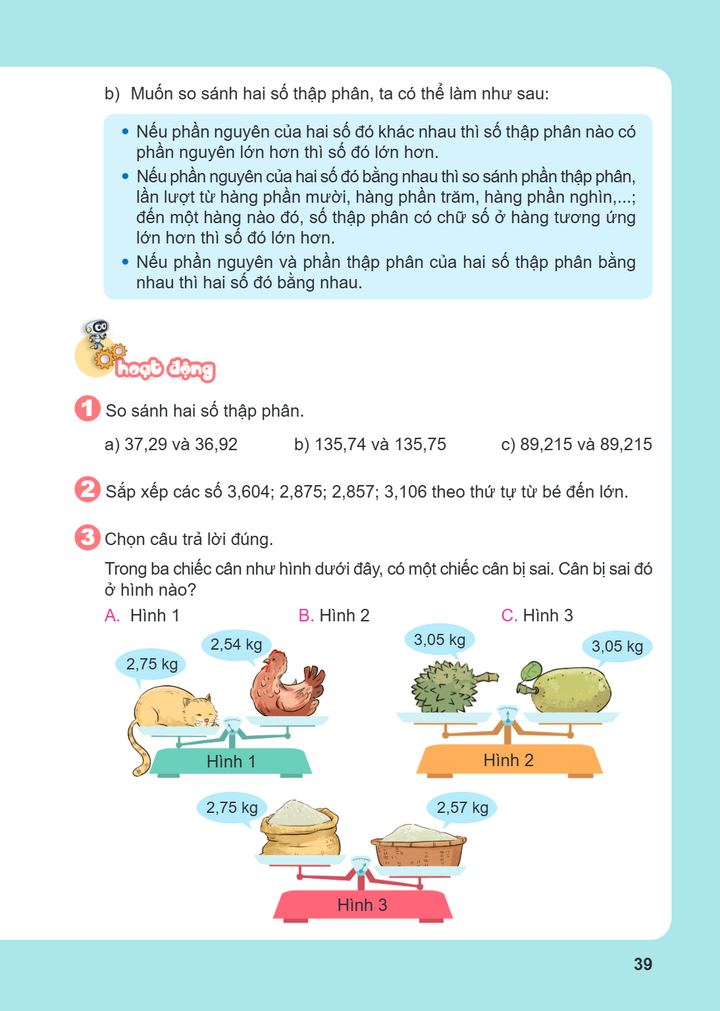 b) Muốn so sánh hai số thập phân, ta có thể làm như sau:
• Nếu phần nguyên của hai số đó khác nhau thì số thập phân nào có
phần nguyên lớn hơn thì số đó lớn hơn.
• Nếu phần nguyên của hai số đó bằng nhau thì so sánh phần thập phân,
lần lượt từ hàng phần mười, hàng phần trăm, hàng phần nghìn,...;
đến một hàng nào đó, số thập phân có chữ số ở hàng tương ứng
lớn hơn thì số đó lớn hơn.
• Nếu phần nguyên và phần thập phân của hai số thập phân bằng
nhau thì hai số đó bằng nhau.
hoạt động
1 So sánh hai số thập phân.
a) 37,29 và 36,92 b) 135,74 và 135,75 c) 89,215 và 89,215
2 Sắp xếp các số 3,604; 2,875; 2,857; 3,106 theo thứ tự từ bé đến lớn.
3 Chọn câu trả lời đúng.
Trong ba chiếc cân như hình dưới đây, có một chiếc cân bị sai. Cân bị sai đó
ở hình nào?
A. Hình 1 B. Hình 2 C. Hình 3
2,75 kg
2,54 kg
3,05 kg
3,05 kg
Hình 1
Hình 2
2,75 kg
2,57 kg
Hình 3
39